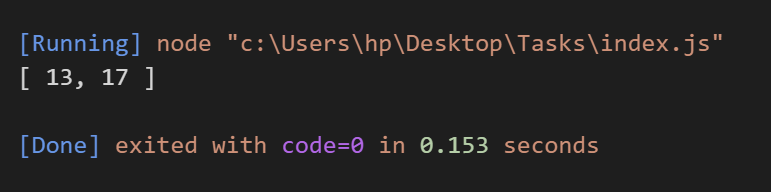 [Running] node "c:\Users\hp\Desktop\Tasks\index.js"
[ 13, 17 ]
[Done] exited with code=0 in 0.153 seconds